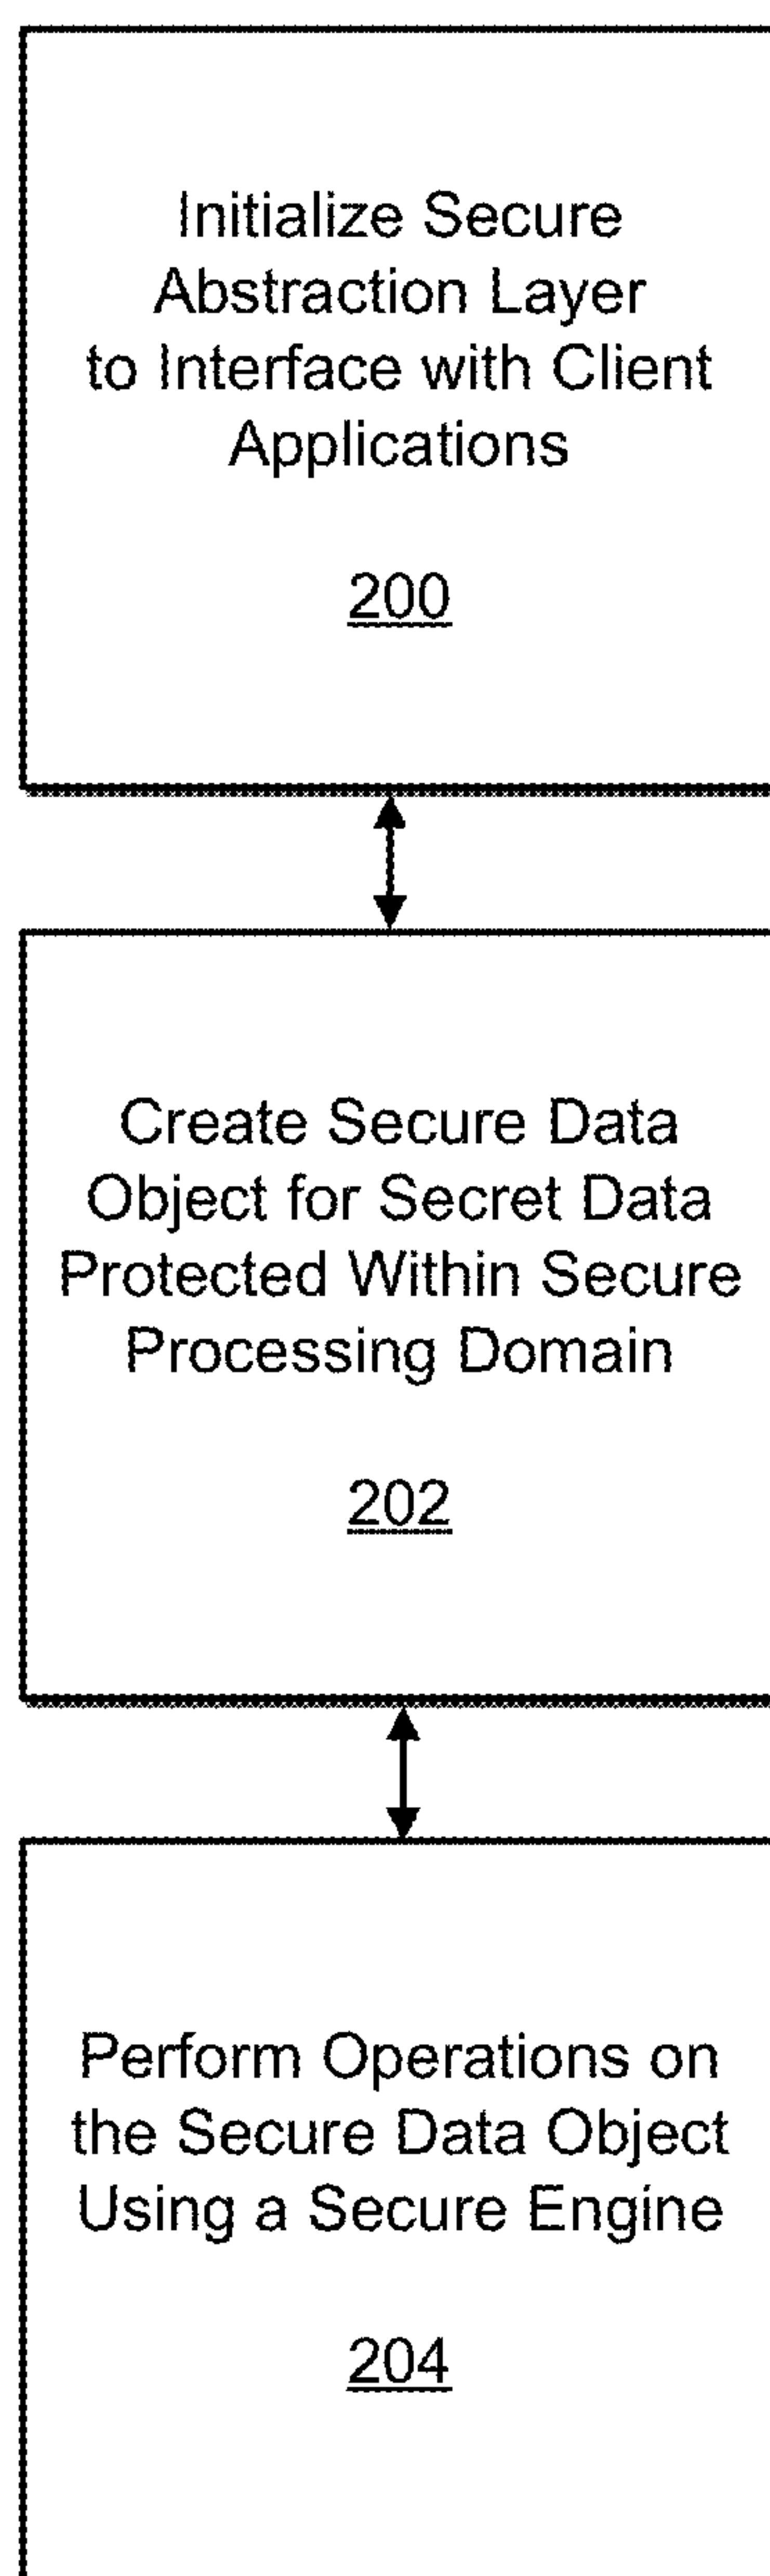 Initialize Secure
Abstraction Layer
to Interface with Client
Applications
200
Create Secure Data
Object for Secret Data
Protected Within Secure
Processing Domain
202
Perform Operations on
the Secure Data Object
Using a Secure Engine
204